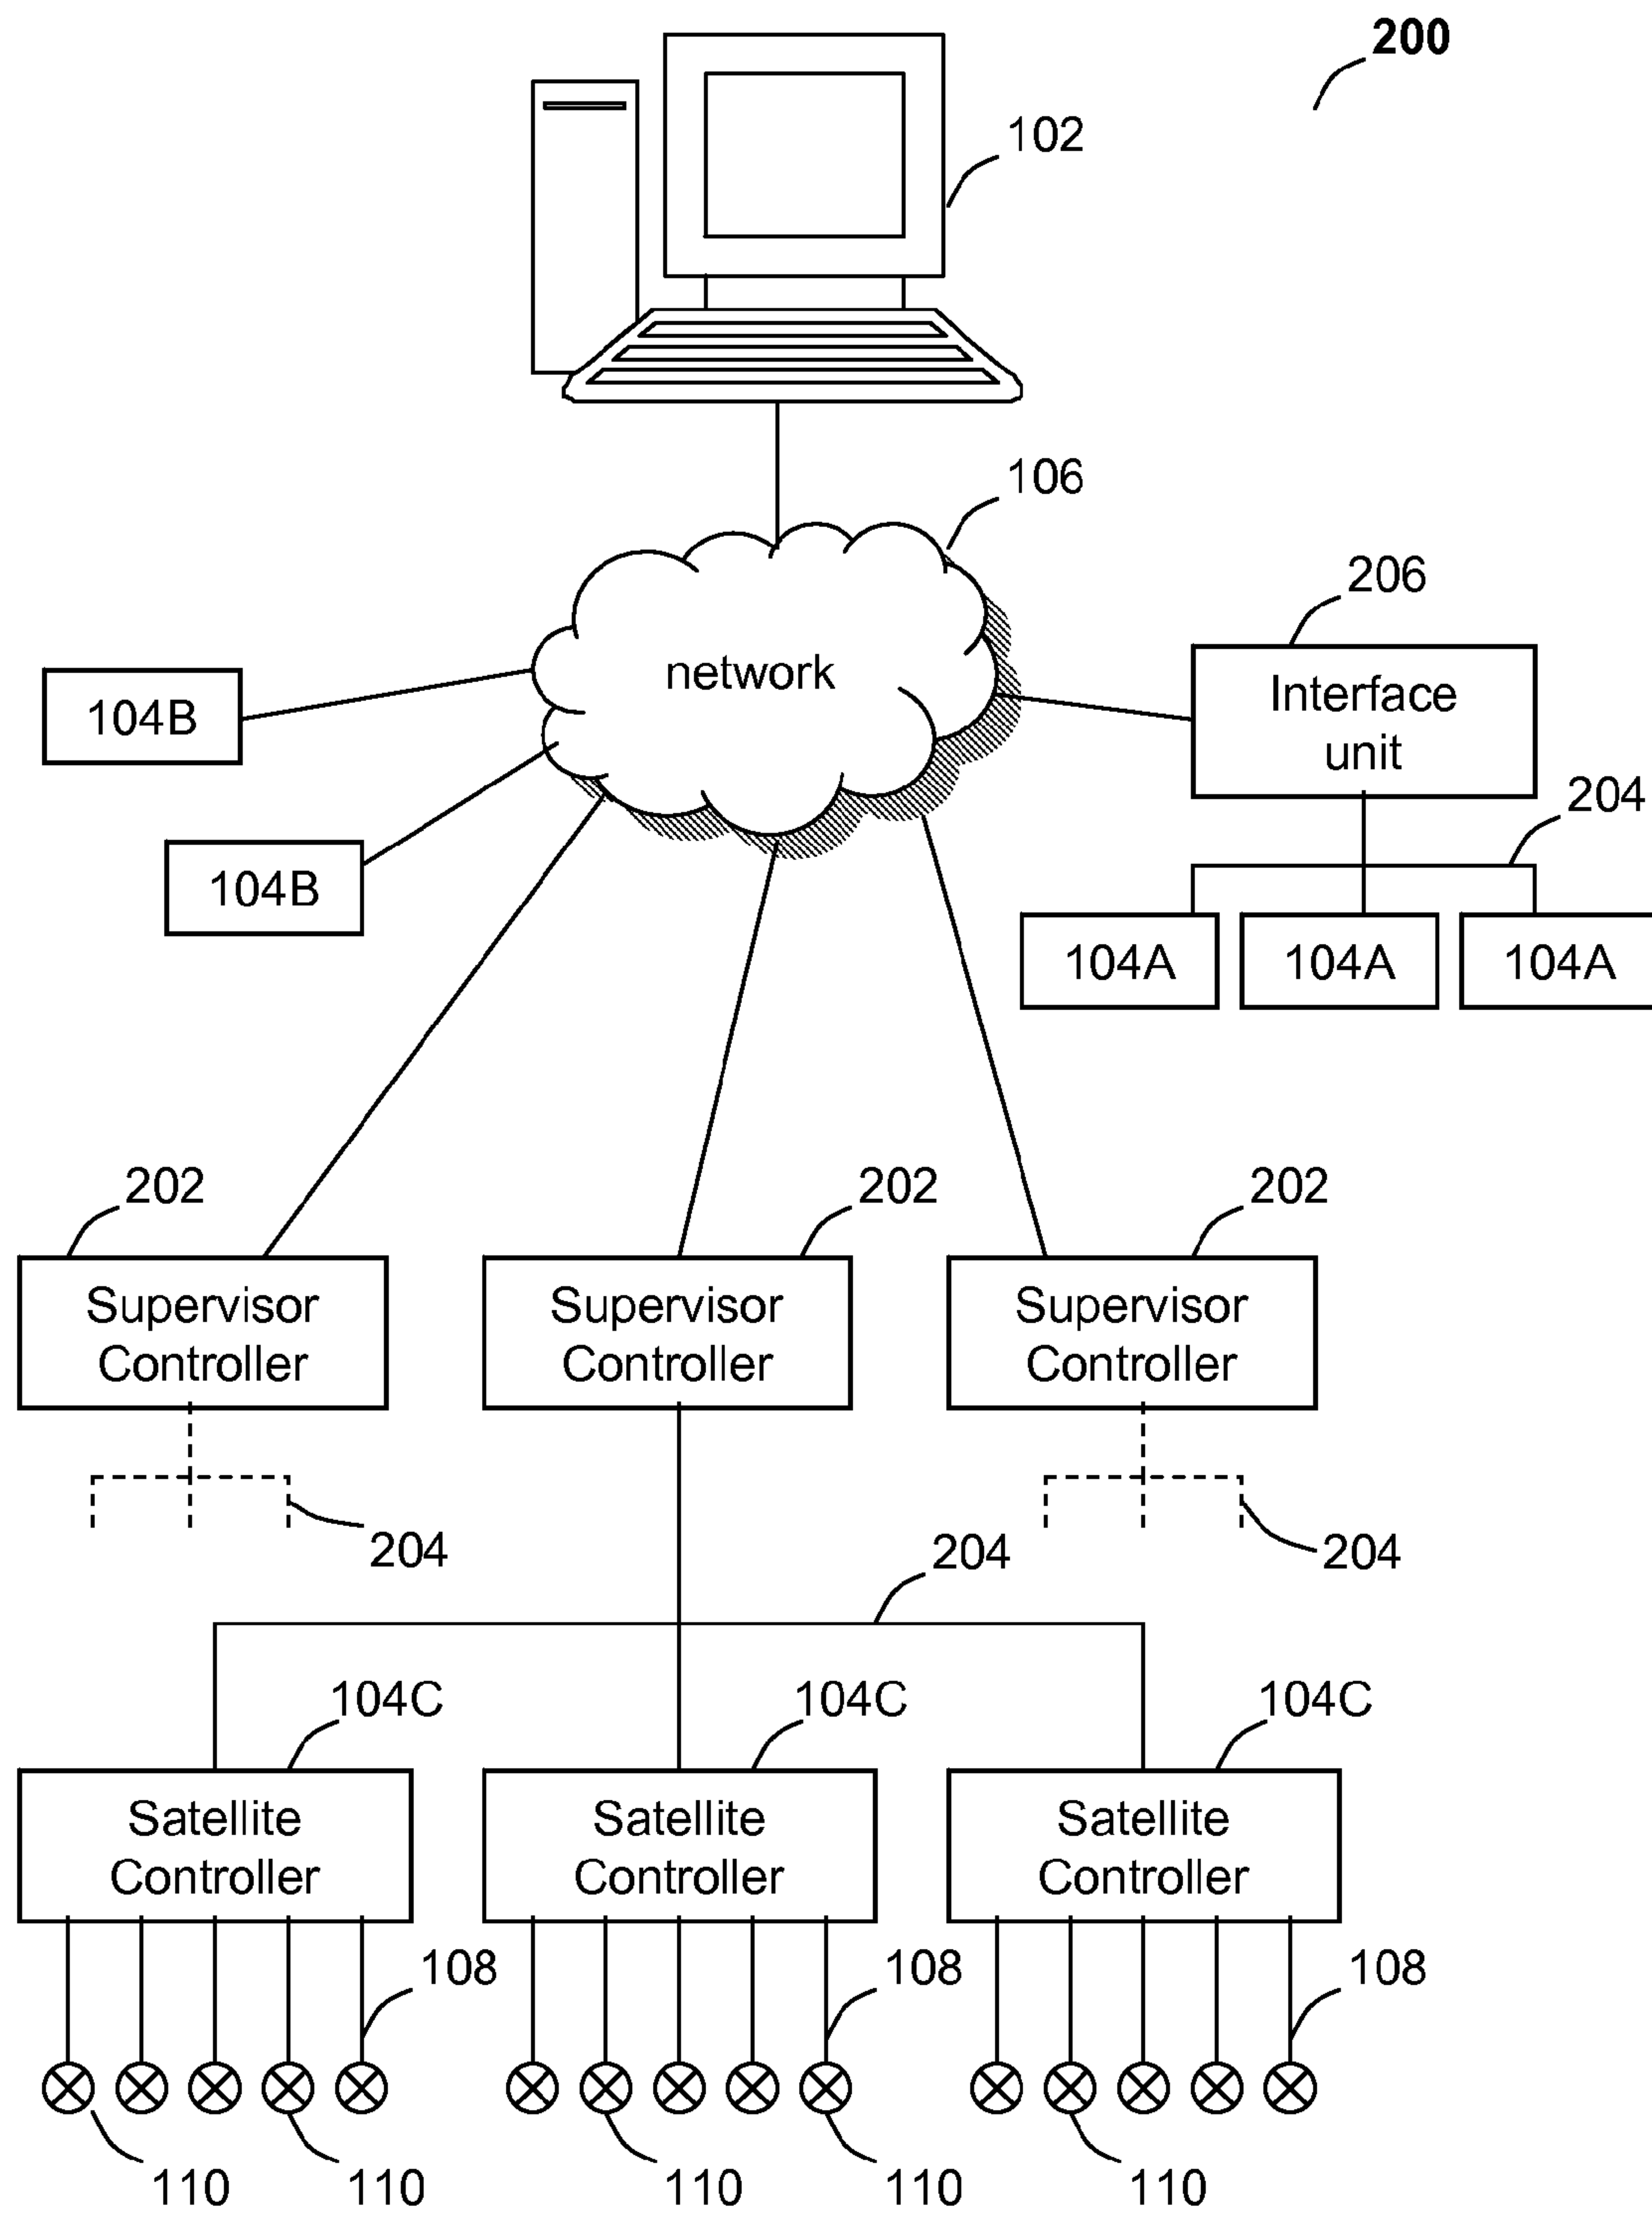 200
102
106
206
network
Interface
unit
104B
204
104B
104A
104A
104A
202
202
202
Supervisor
Controller
Supervisor
Controller
Supervisor
Controller
204
204
204
104C
104C
104C
Satellite
Controller
Satellite
Controller
Satellite
Controller
108
108
108
110
110
110
110
110